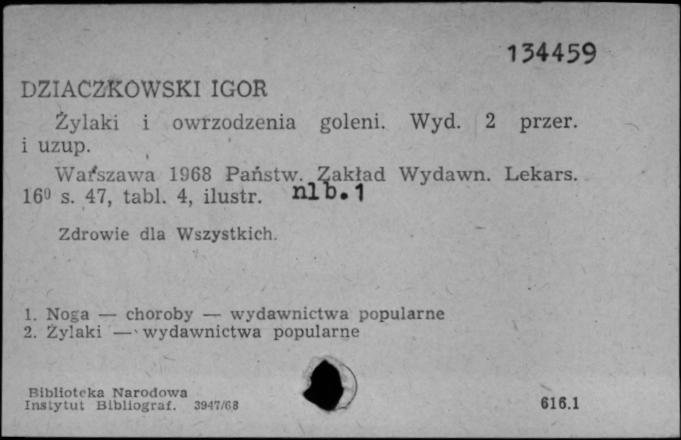 134459
DZIACZKOWSKI IGOR
Żylaki i owrzodzenia goleni. Wyd. 2 przer.
i uzup.
Warszawa 1968 Państw. Zakład Wydawn. Lekars.
16⁰ s. 47, tabl. 4, ilustr. nlb. 1
Zdrowie dla Wszystkich.
1. Noga — choroby — wydawnictwa popularne
2. Żylaki — wydawnictwa popularne
Biblioteka Narodowa
Instytut Bibliograf. 3947/68
616.1